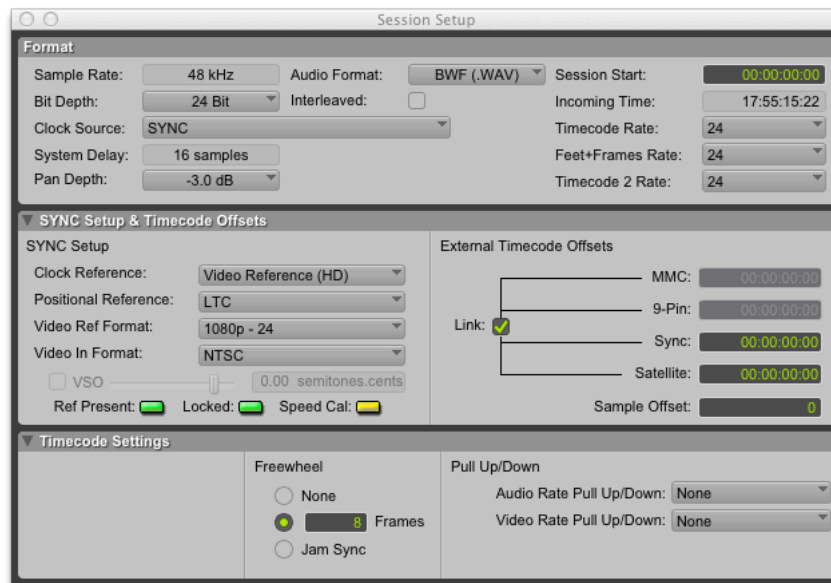 Session Setup
Format
Sample Rate: 48 kHz Audio Format: BWF (.WAV) Session Start: 00:00:00:00
Bit Depth: 24 Bit Interleaved: Incoming Time: 17:55:15:22
Clock Source: SYNC Timecode Rate: 24
System Delay: 16 samples Feet+Frames Rate: 24
Pan Depth: -3.0 dB Timecode 2 Rate: 24
SYNC Setup & Timecode Offsets
SYNC Setup
Clock Reference: Video Reference (HD)
Positional Reference: LTC
Video Ref Format: 1080p - 24
Video In Format: NTSC
VSO 0.00 semitones.cents
Ref Present: Locked: Speed Cal:
External Timecode Offsets
Link:
MMC: 00:00:00:00
9-Pin: 00:00:00:00
Sync: 00:00:00:00
Satellite: 00:00:00:00
Sample Offset: 0
Timecode Settings
Freewheel
None
8 Frames
Jam Sync
Pull Up/Down
Audio Rate Pull Up/Down: None
Video Rate Pull Up/Down: None